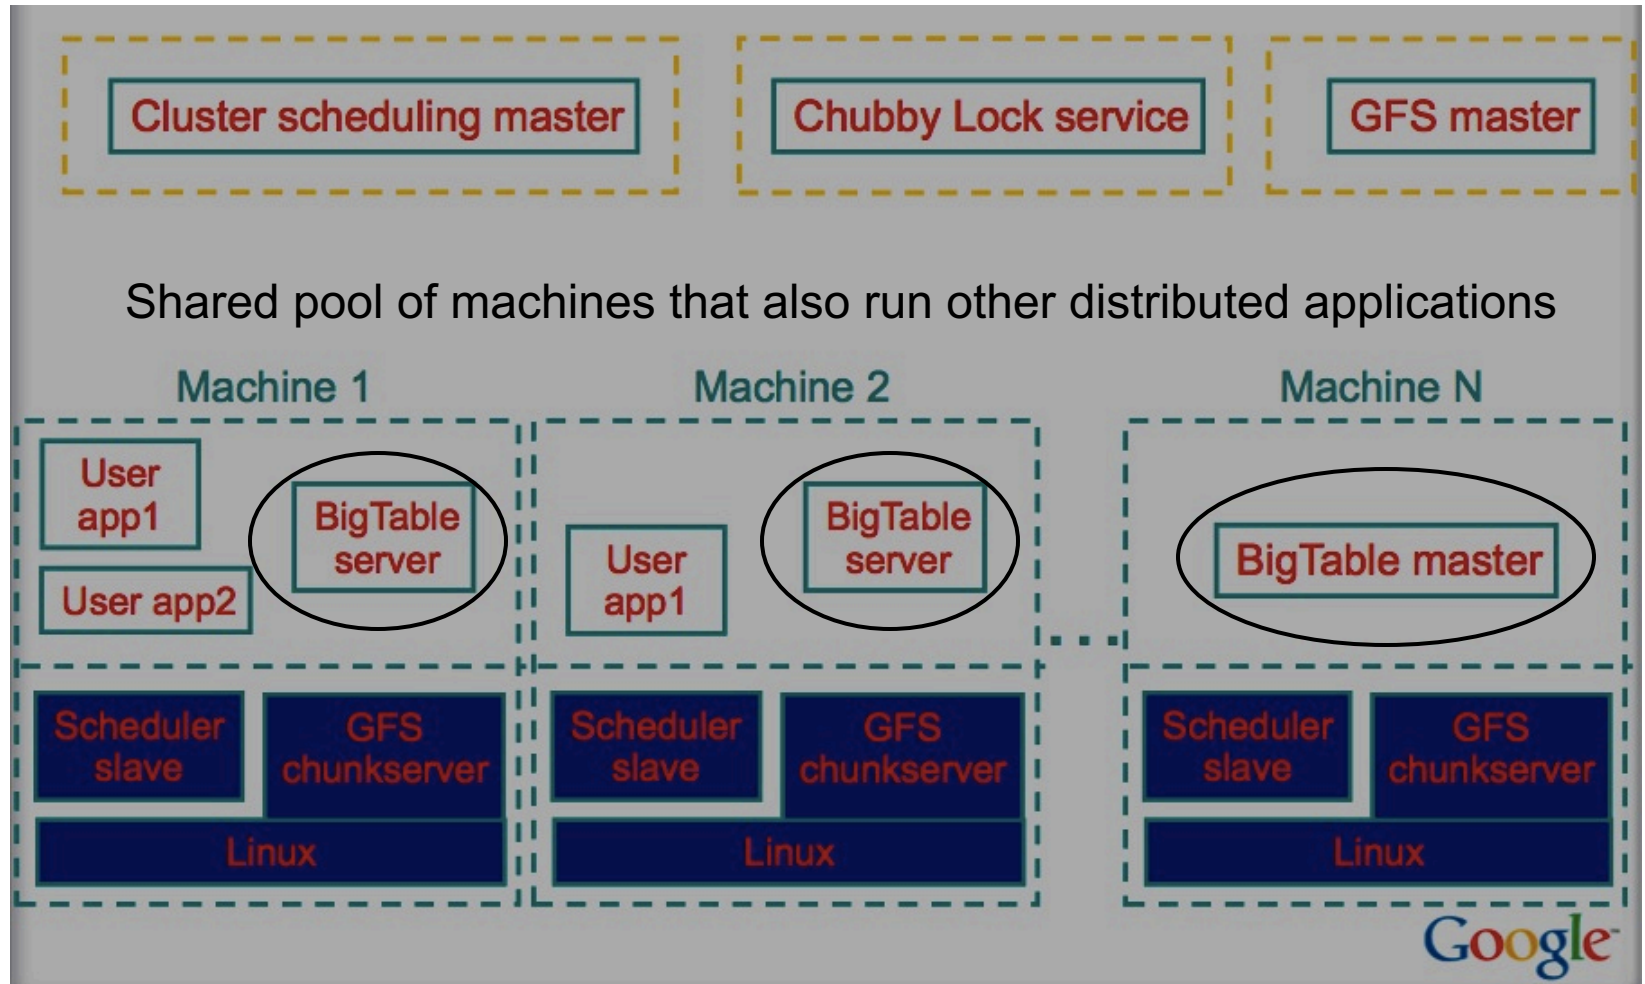 Cluster scheduling master
Chubby Lock service
GFS master
Shared pool of machines that also run other distributed applications
Machine 1
Machine 2
Machine N
User
app1
BigTable
server
User app2
User
app1
BigTable
server
...
BigTable master
Scheduler
slave
GFS
chunkserver
Linux
Scheduler
slave
GFS
chunkserver
Linux
Scheduler
slave
GFS
chunkserver
Linux
Google™